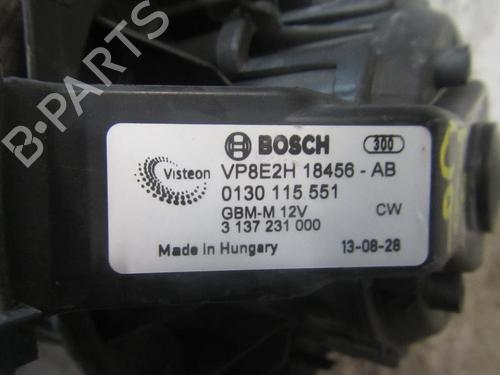 B-PARTS
BOSCH 300
Visteon VP8E2H 18456 - AB
0130 115 551
GBM-M 12V CW
3 137 231 000
Made in Hungary 13-08-28